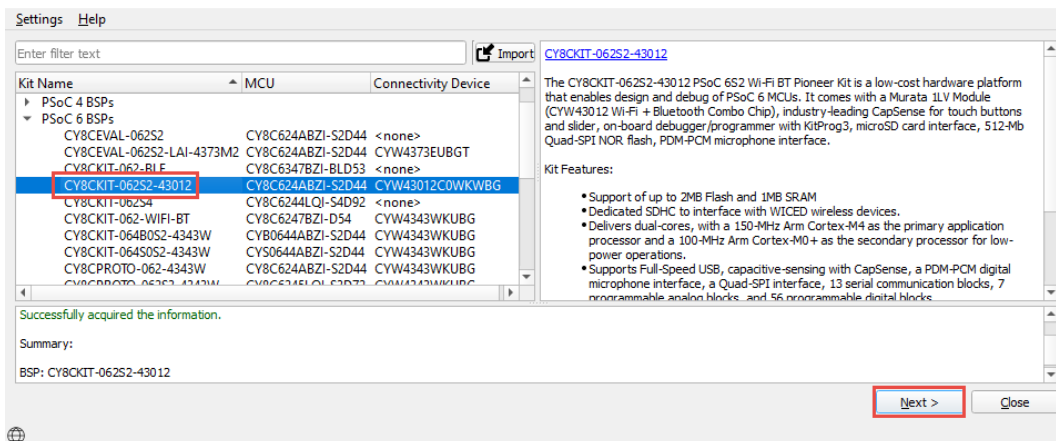 Settings Help
Enter filter text
Import
Kit Name MCU Connectivity Device
PSoC 4 BSPs
PSoC 6 BSPs
CY8CEVAL-062S2 CY8C624ABZI-S2D44 <none>
CY8CEVAL-062S2-LAI-4373M2 CY8C624ABZI-S2D44 CYW4373EUBGT
CY8CKIT-062-BLE CY8C6347BZI-BLD53 <none>
CY8CKIT-062S2-43012 CY8C624ABZI-S2D44 CYW43012C0WKWBG
CY8CKIT-062S4 CY8C6244LQI-S4D92 <none>
CY8CKIT-062-WIFI-BT CY8C6247BZI-D54 CYW4343WKUBG
CY8CKIT-064B0S2-4343W CYB0644ABZI-S2D44 CYW4343WKUBG
CY8CKIT-064S0S2-4343W CYS0644ABZI-S2D44 CYW4343WKUBG
CY8CPROTO-062-4343W CY8C624ABZI-S2D44 CYW4343WKUBG
CY8CPROTO-062S3-4343W CY8C6245LQI-S3D72 CYW4343WKUBG
CY8CKIT-062S2-43012
The CY8CKIT-062S2-43012 PSoC 6S2 Wi-Fi BT Pioneer Kit is a low-cost hardware platform
that enables design and debug of PSoC 6 MCUs. It comes with a Murata 1LV Module
(CYW43012 Wi-Fi + Bluetooth Combo Chip), industry-leading CapSense for touch buttons
and slider, on-board debugger/programmer with KitProg3, microSD card interface, 512-Mb
Quad-SPI NOR flash, PDM-PCM microphone interface.
Kit Features:
• Support of up to 2MB Flash and 1MB SRAM
• Dedicated SDHC to interface with WICED wireless devices.
• Delivers dual-cores, with a 150-MHz Arm Cortex-M4 as the primary application
processor and a 100-MHz Arm Cortex-M0+ as the secondary processor for low-
power operations.
• Supports Full-Speed USB, capacitive-sensing with CapSense, a PDM-PCM digital
microphone interface, a Quad-SPI interface, 13 serial communication blocks, 7
programmable analog blocks, and 56 programmable digital blocks.
Successfully acquired the information.
Summary:
BSP: CY8CKIT-062S2-43012
Next >
Close